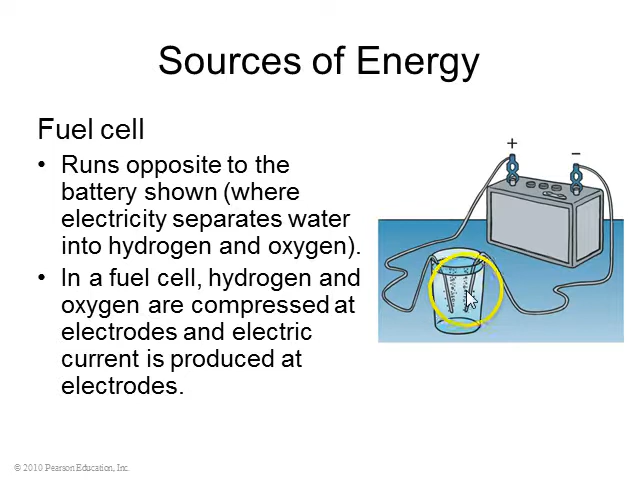 Sources of Energy
Fuel cell
• Runs opposite to the
battery shown (where
electricity separates water
into hydrogen and oxygen).
• In a fuel cell, hydrogen and
oxygen are compressed at
electrodes and electric
current is produced at
electrodes.
+
−
© 2010 Pearson Education, Inc.